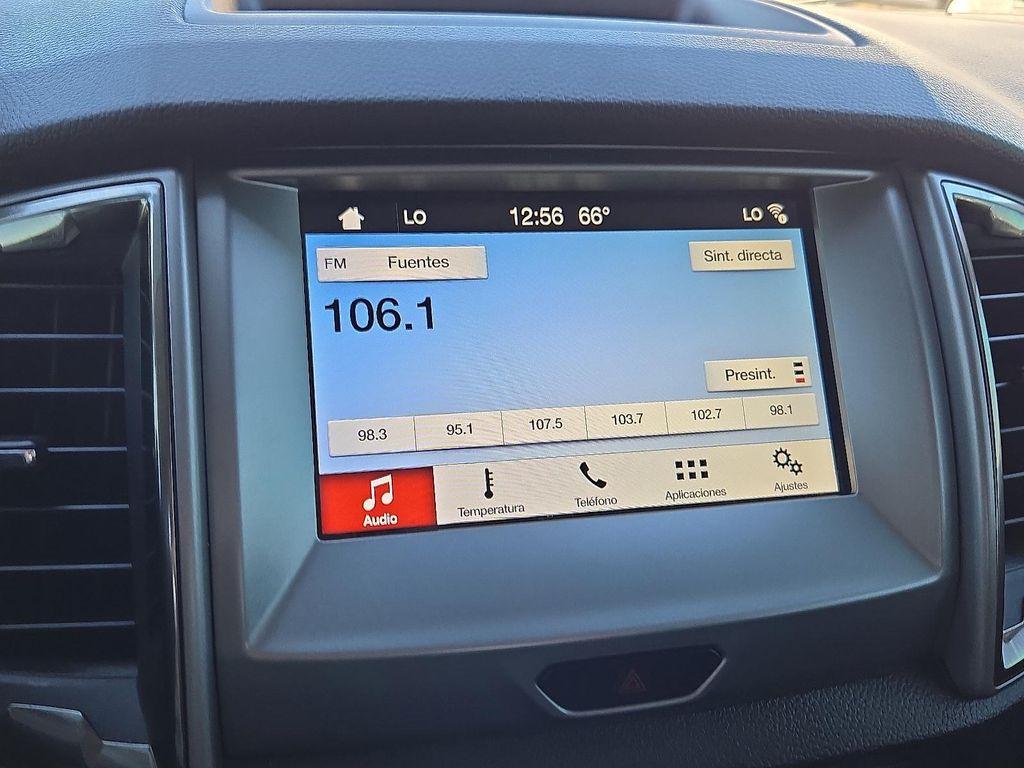 LO 12:56 66° LO
FM Fuentes
Sint. directa
106.1
Presint.
98.3 95.1 107.5 103.7 102.7 98.1
Audio Temperatura Teléfono Aplicaciones Ajustes